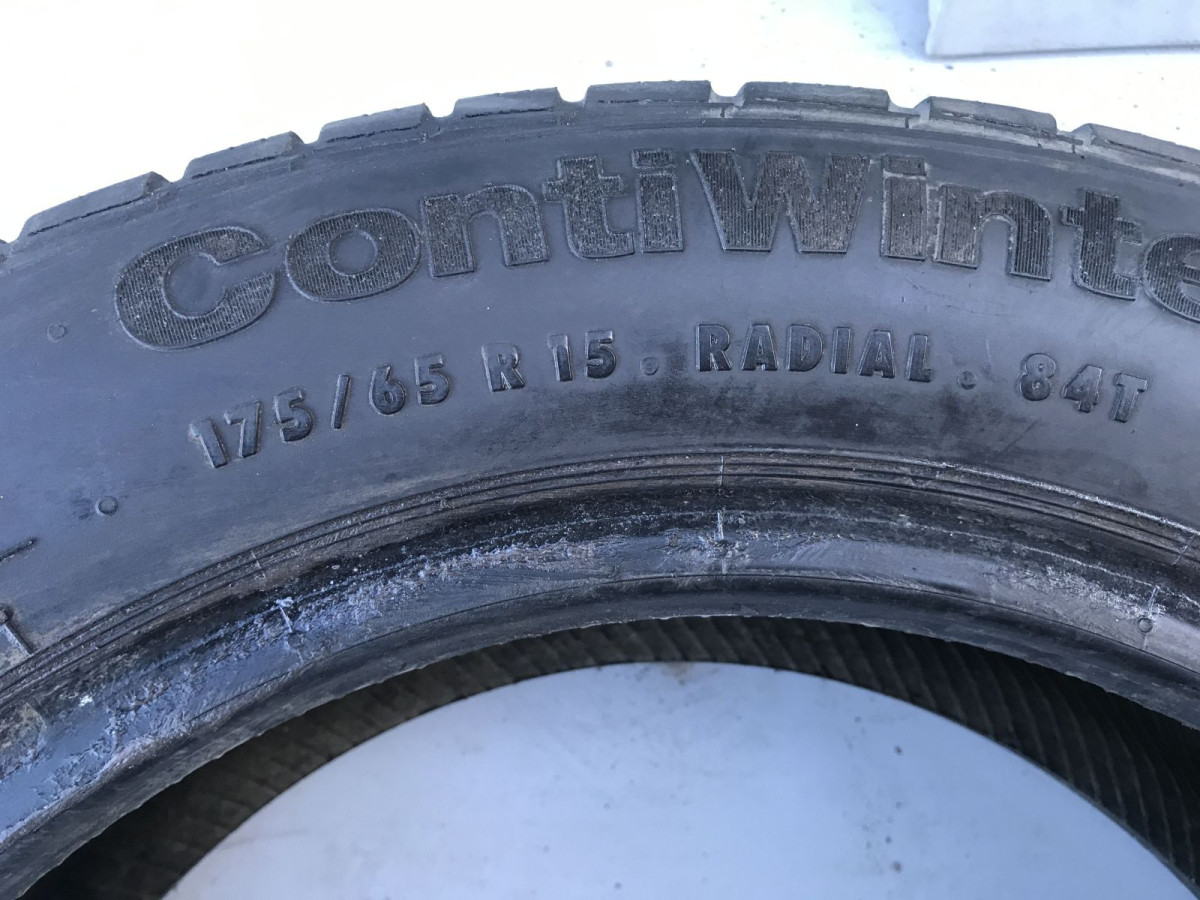 ContiWinte
175/65 R 15 . RADIAL . 84T